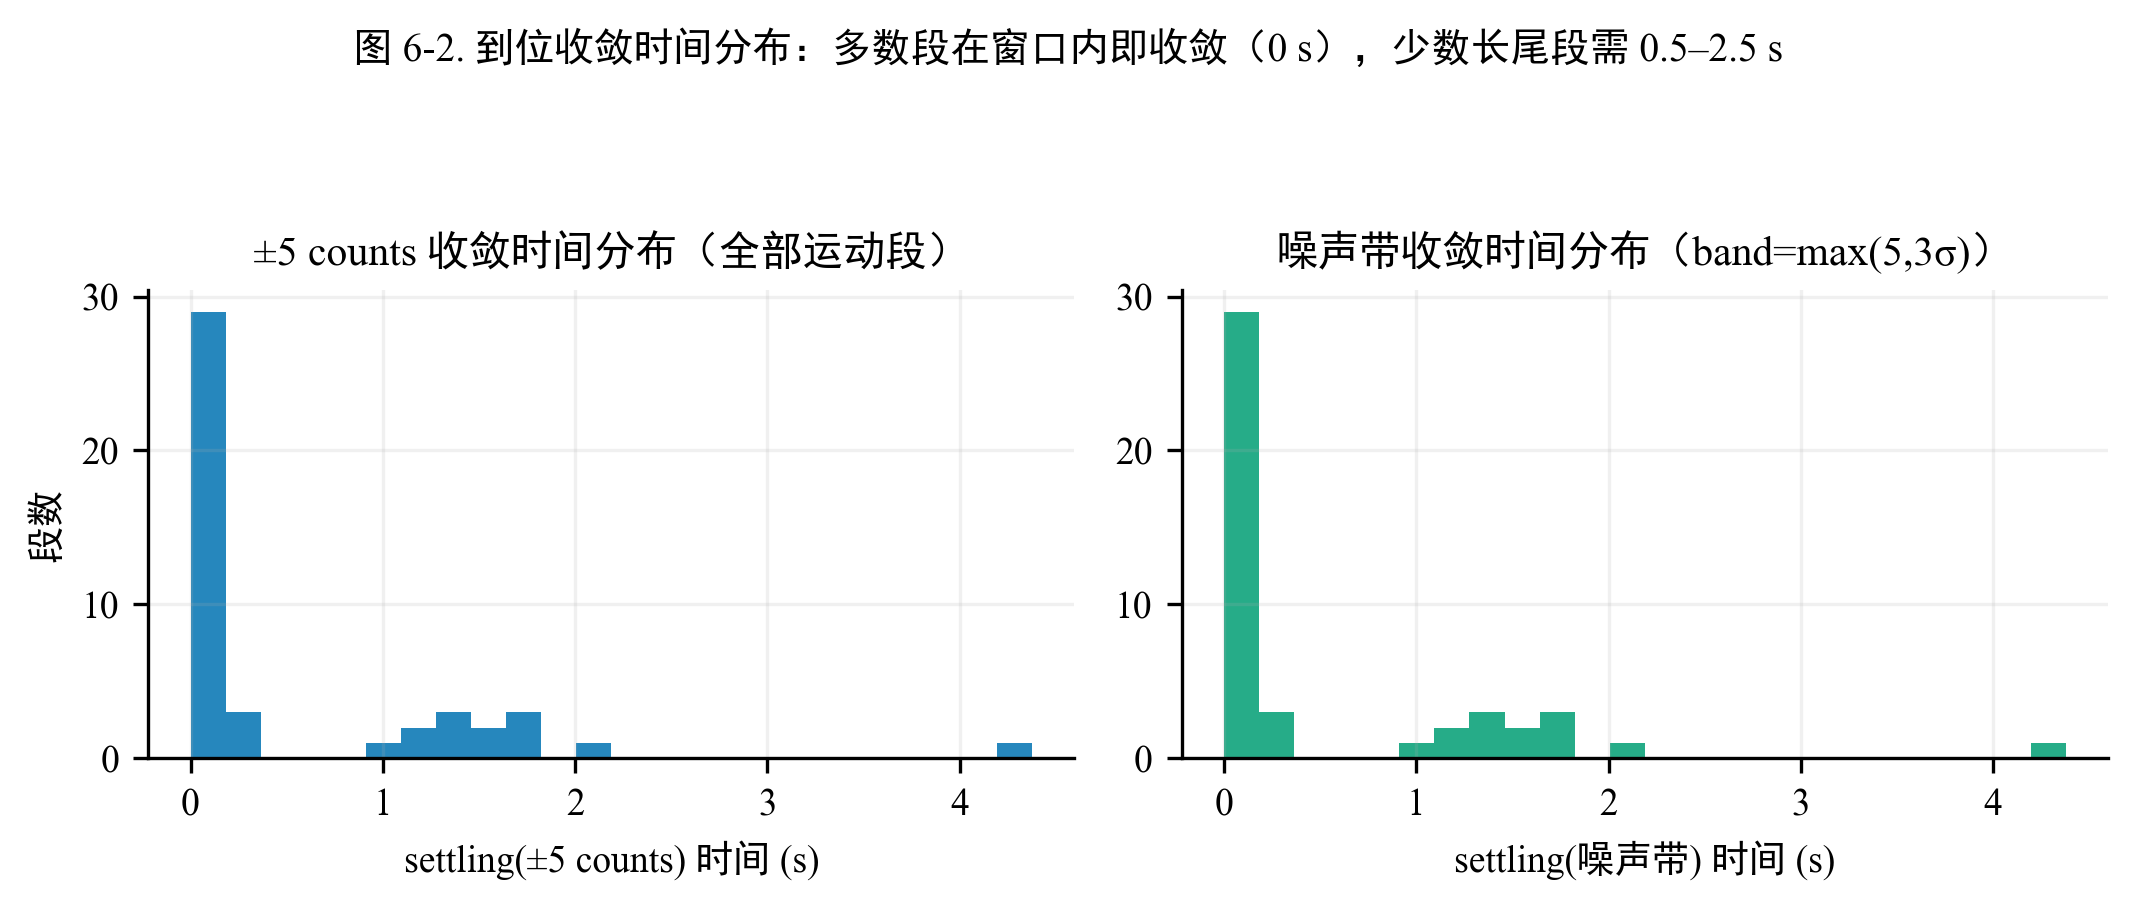 图 6-2. 到位收敛时间分布：多数段在窗口内即收敛（0 s），少数长尾段需 0.5–2.5 s
±5 counts 收敛时间分布（全部运动段）
30
20
10
0
段数
0 1 2 3 4
settling(±5 counts) 时间 (s)
噪声带收敛时间分布（band=max(5,3σ)）
30
20
10
0
0 1 2 3 4
settling(噪声带) 时间 (s)